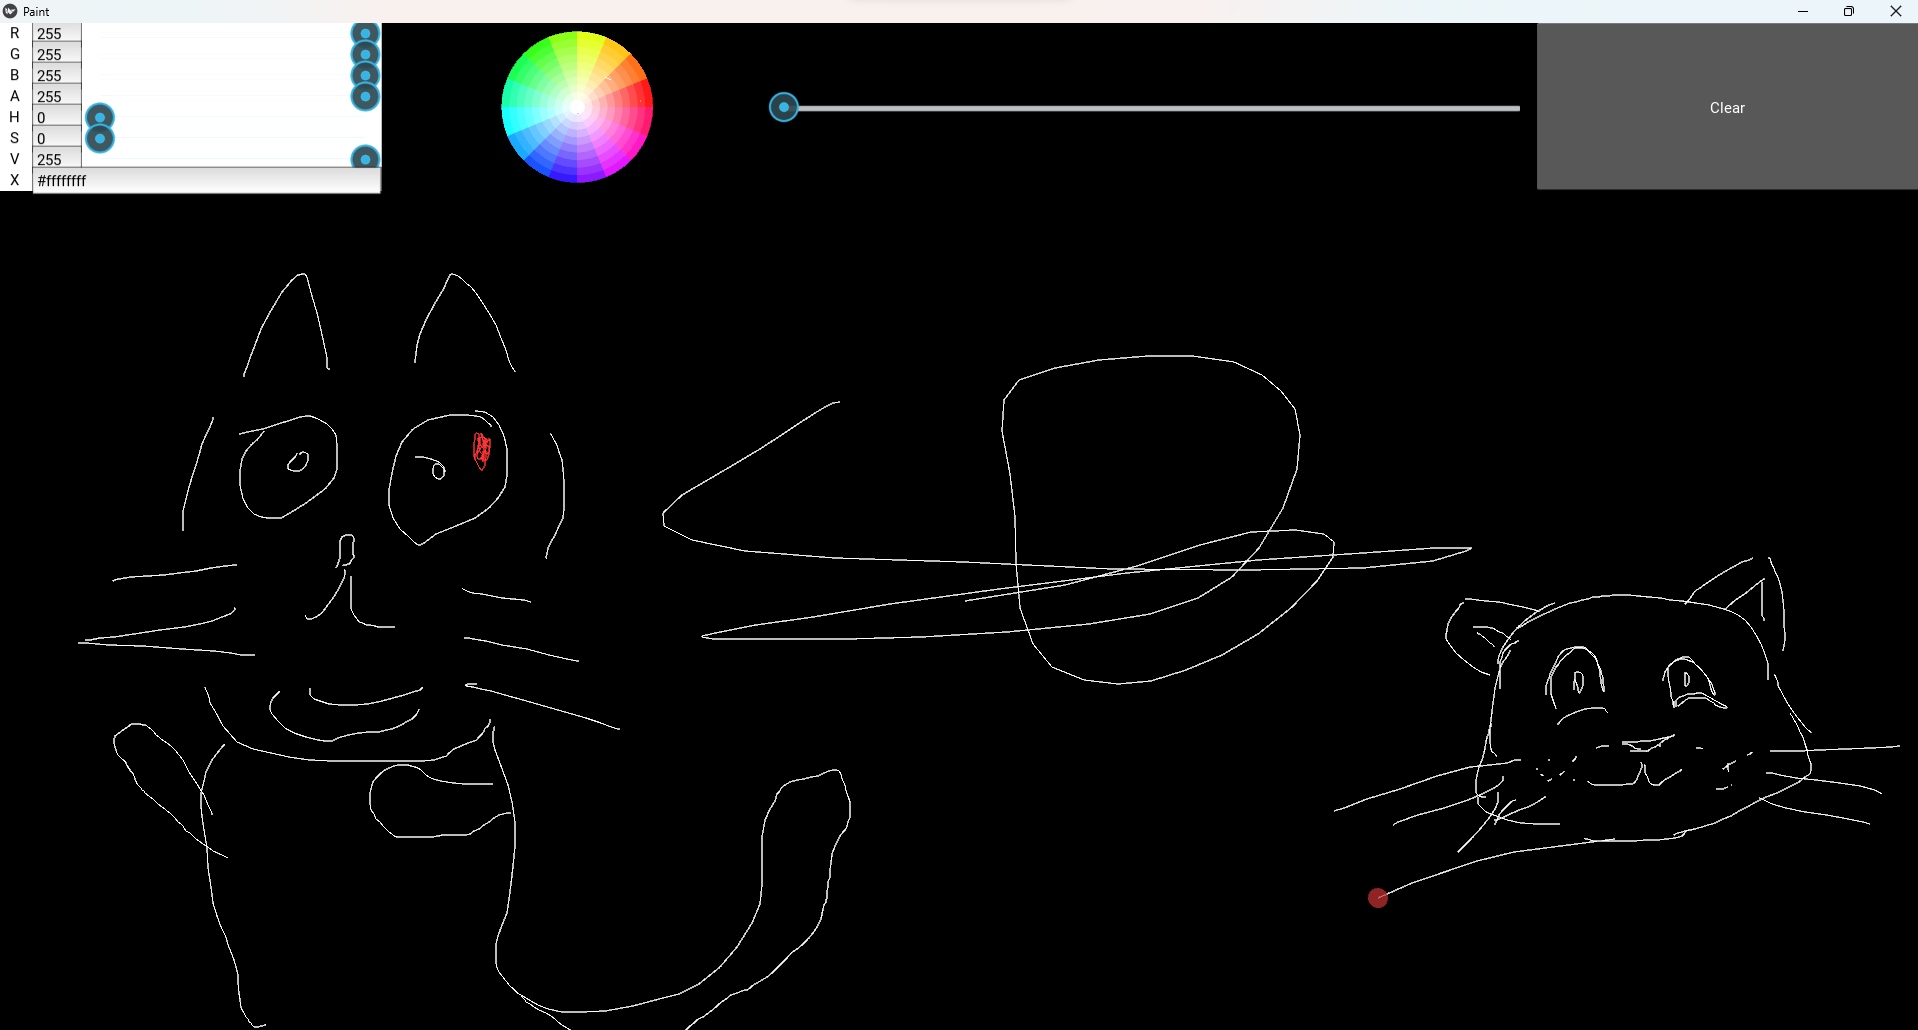 Paint
R 255
G 255
B 255
A 255
H 0
S 0
V 255
X #ffffffff
Clear